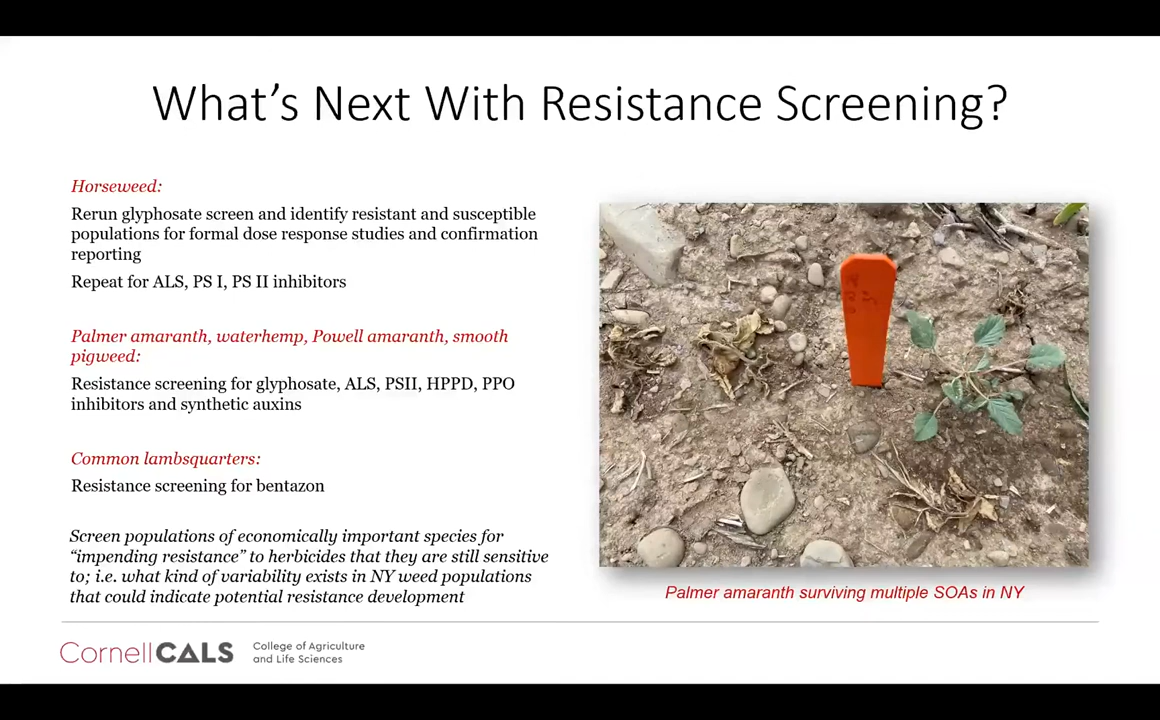 What's Next With Resistance Screening?
Horseweed:
Rerun glyphosate screen and identify resistant and susceptible
populations for formal dose response studies and confirmation
reporting
Repeat for ALS, PS I, PS II inhibitors
Palmer amaranth, waterhemp, Powell amaranth, smooth
pigweed:
Resistance screening for glyphosate, ALS, PSII, HPPD, PPO
inhibitors and synthetic auxins
Common lambsquarters:
Resistance screening for bentazon
Screen populations of economically important species for
“impending resistance” to herbicides that they are still sensitive
to; i.e. what kind of variability exists in NY weed populations
that could indicate potential resistance development
Palmer amaranth surviving multiple SOAs in NY
CornellCALS
College of Agriculture
and Life Sciences